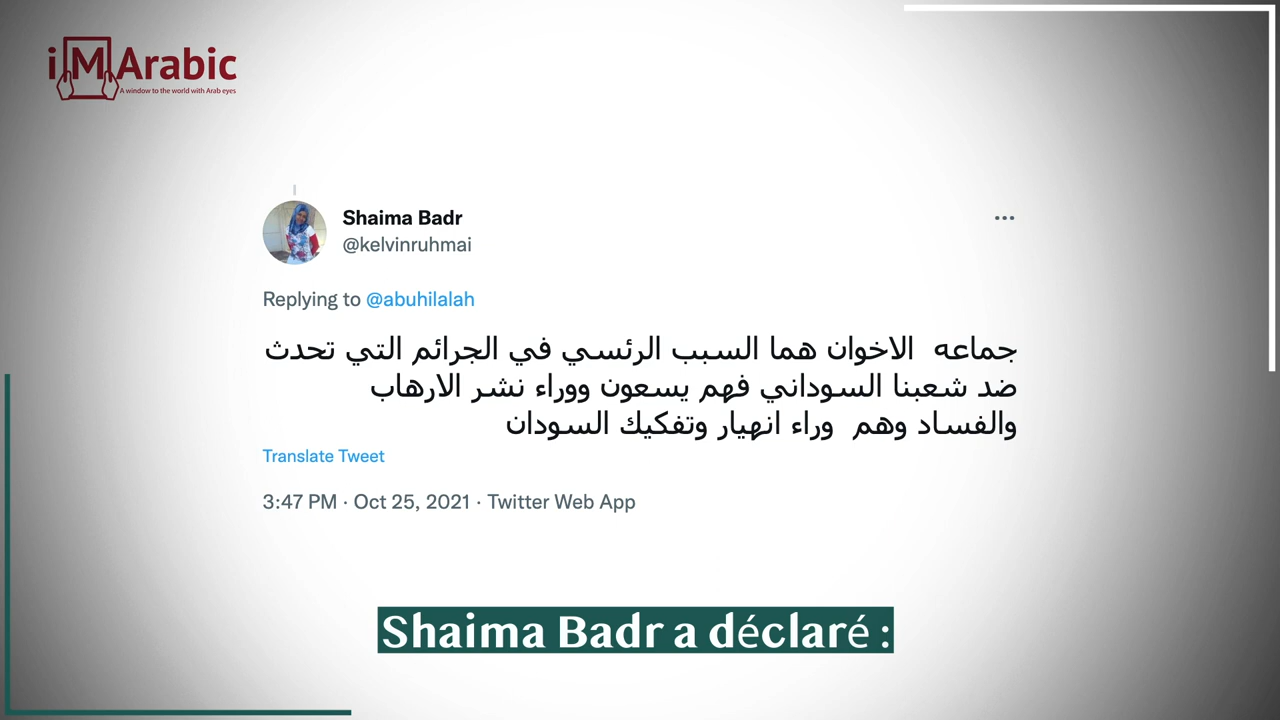 iMArabic
A window to the world with Arab eyes
Shaima Badr
@kelvinruhmai
Replying to @abuhilalah
جماعه الاخوان هما السبب الرئسي في الجرائم التي تحدث
ضد شعبنا السوداني فهم يسعون ووراء نشر الارهاب
والفساد وهم وراء انهيار وتفكيك السودان
Translate Tweet
3:47 PM · Oct 25, 2021 · Twitter Web App
Shaima Badr a déclaré :